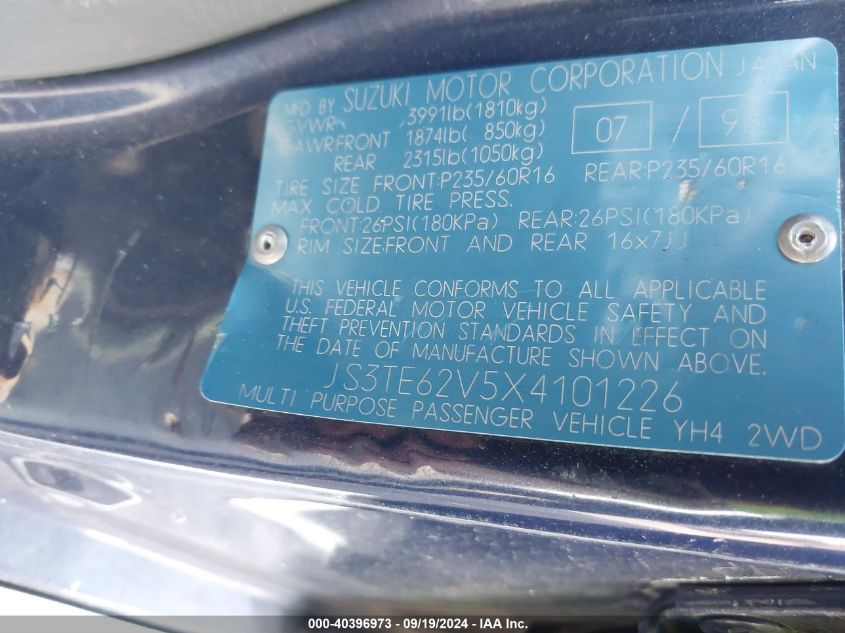 MFD BY SUZUKI MOTOR CORPORATION JAPAN
GVWR 3991lb(1810kg)
GAWR FRONT 1874lb( 850kg) 07 / 9
REAR 2315lb(1050kg)
TIRE SIZE FRONT:P235/60R16 REAR:P235/60R16
MAX COLD TIRE PRESS.
FRONT:26PSI(180KPa) REAR:26PSI(180KPa)
RIM SIZE:FRONT AND REAR 16x7JJ
THIS VEHICLE CONFORMS TO ALL APPLICABLE
U.S. FEDERAL MOTOR VEHICLE SAFETY AND
THEFT PREVENTION STANDARDS IN EFFECT ON
THE DATE OF MANUFACTURE SHOWN ABOVE.
JS3TE62V5X4101226
MULTI PURPOSE PASSENGER VEHICLE YH4 2WD
000-40396973 - 09/19/2024 - IAA Inc.